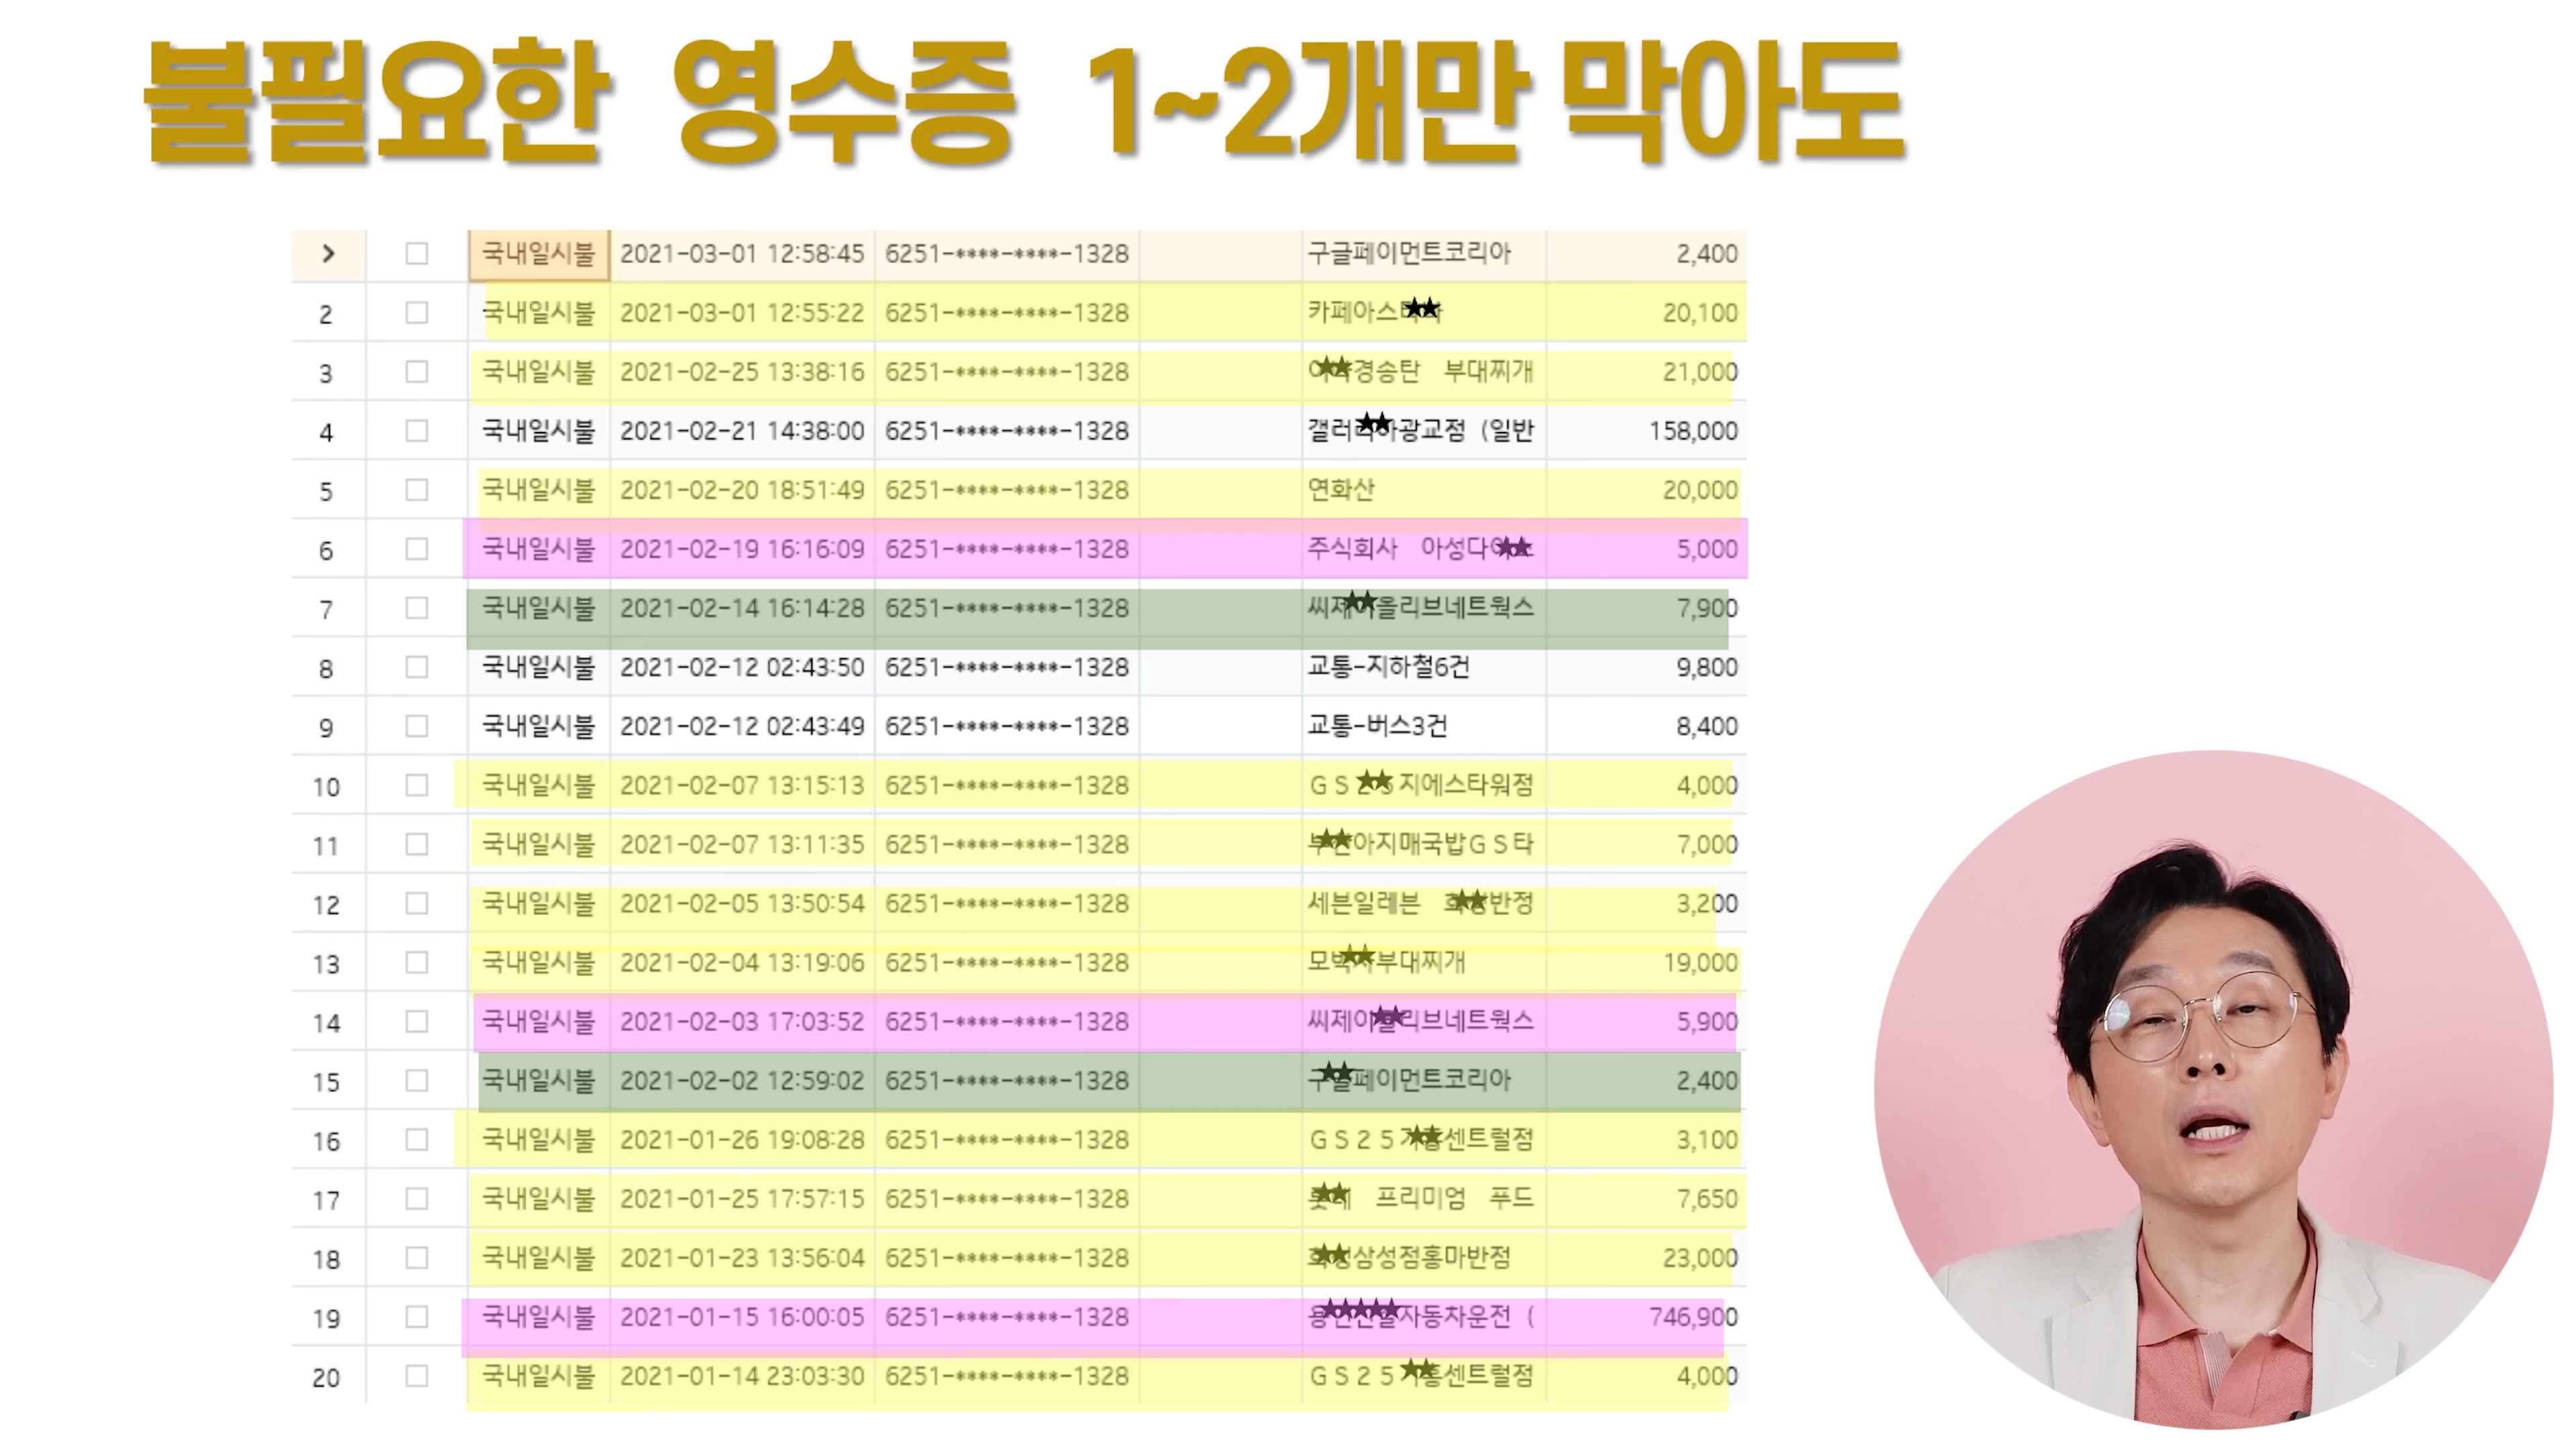 불필요한 영수증 1~2개만 막아도
> 국내일시불 2021-03-01 12:58:45 6251-****-****-1328 구글페이먼트코리아 2,400
2 국내일시불 2021-03-01 12:55:22 6251-****-****-1328 카페아스★★ 20,100
3 국내일시불 2021-02-25 13:38:16 6251-****-****-1328 ★★경송탄 부대찌개 21,000
4 국내일시불 2021-02-21 14:38:00 6251-****-****-1328 갤러★★광교점 (일반 158,000
5 국내일시불 2021-02-20 18:51:49 6251-****-****-1328 연화산 20,000
6 국내일시불 2021-02-19 16:16:09 6251-****-****-1328 주식회사 아성다★★ 5,000
7 국내일시불 2021-02-14 16:14:28 6251-****-****-1328 씨제★★올리브네트웍스 7,900
8 국내일시불 2021-02-12 02:43:50 6251-****-****-1328 교통-지하철6건 9,800
9 국내일시불 2021-02-12 02:43:49 6251-****-****-1328 교통-버스3건 8,400
10 국내일시불 2021-02-07 13:15:13 6251-****-****-1328 GS★★지에스타워점 4,000
11 국내일시불 2021-02-07 13:11:35 6251-****-****-1328 ★★아지매국밥GS타 7,000
12 국내일시불 2021-02-05 13:50:54 6251-****-****-1328 세븐일레븐 ★★반정 3,200
13 국내일시불 2021-02-04 13:19:06 6251-****-****-1328 모★★부대찌개 19,000
14 국내일시불 2021-02-03 17:03:52 6251-****-****-1328 씨제이★★리브네트웍스 5,900
15 국내일시불 2021-02-02 12:59:02 6251-****-****-1328 ★★페이먼트코리아 2,400
16 국내일시불 2021-01-26 19:08:28 6251-****-****-1328 GS25★★센트럴점 3,100
17 국내일시불 2021-01-25 17:57:15 6251-****-****-1328 ★★ 프리미엄 푸드 7,650
18 국내일시불 2021-01-23 13:56:04 6251-****-****-1328 ★★삼성점홍마반점 23,000
19 국내일시불 2021-01-15 16:00:05 6251-****-****-1328 ★★★★★자동차운전 ( 746,900
20 국내일시불 2021-01-14 23:03:30 6251-****-****-1328 GS25★★센트럴점 4,000